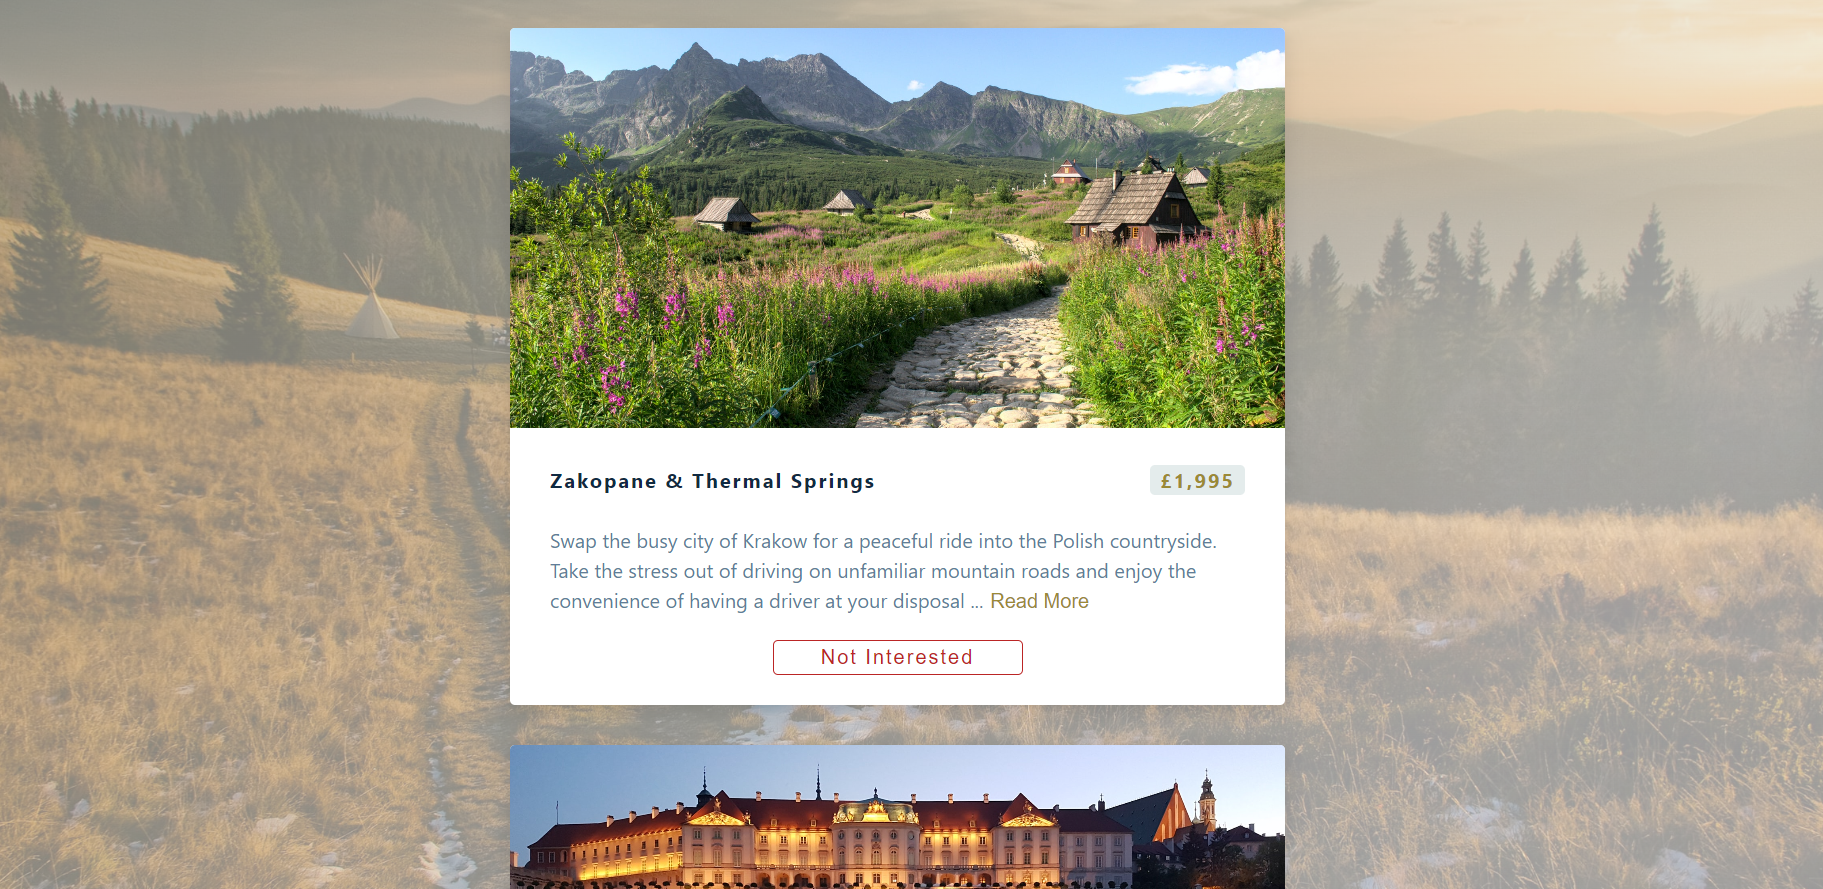 Zakopane & Thermal Springs
£1,995
Swap the busy city of Krakow for a peaceful ride into the Polish countryside.
Take the stress out of driving on unfamiliar mountain roads and enjoy the
convenience of having a driver at your disposal ... Read More
Not Interested